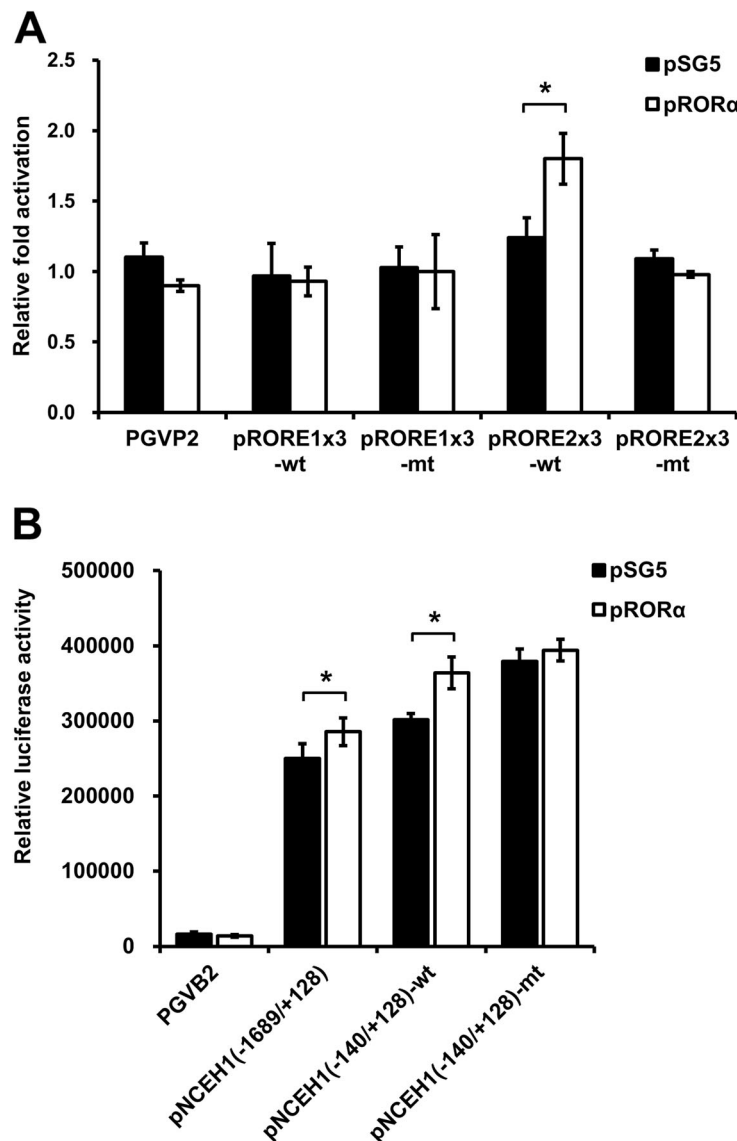 A
2.5
2.0
1.5
1.0
0.5
0.0
Relative fold activation
pSG5
pRORα
*
PGVP2
pRORE1x3
-wt
pRORE1x3
-mt
pRORE2x3
-wt
pRORE2x3
-mt
B
500000
400000
300000
200000
100000
0
Relative luciferase activity
pSG5
pRORα
*
*
PGVB2
pNCEH1(-1689/+128)
pNCEH1(-140/+128)-wt
pNCEH1(-140/+128)-mt